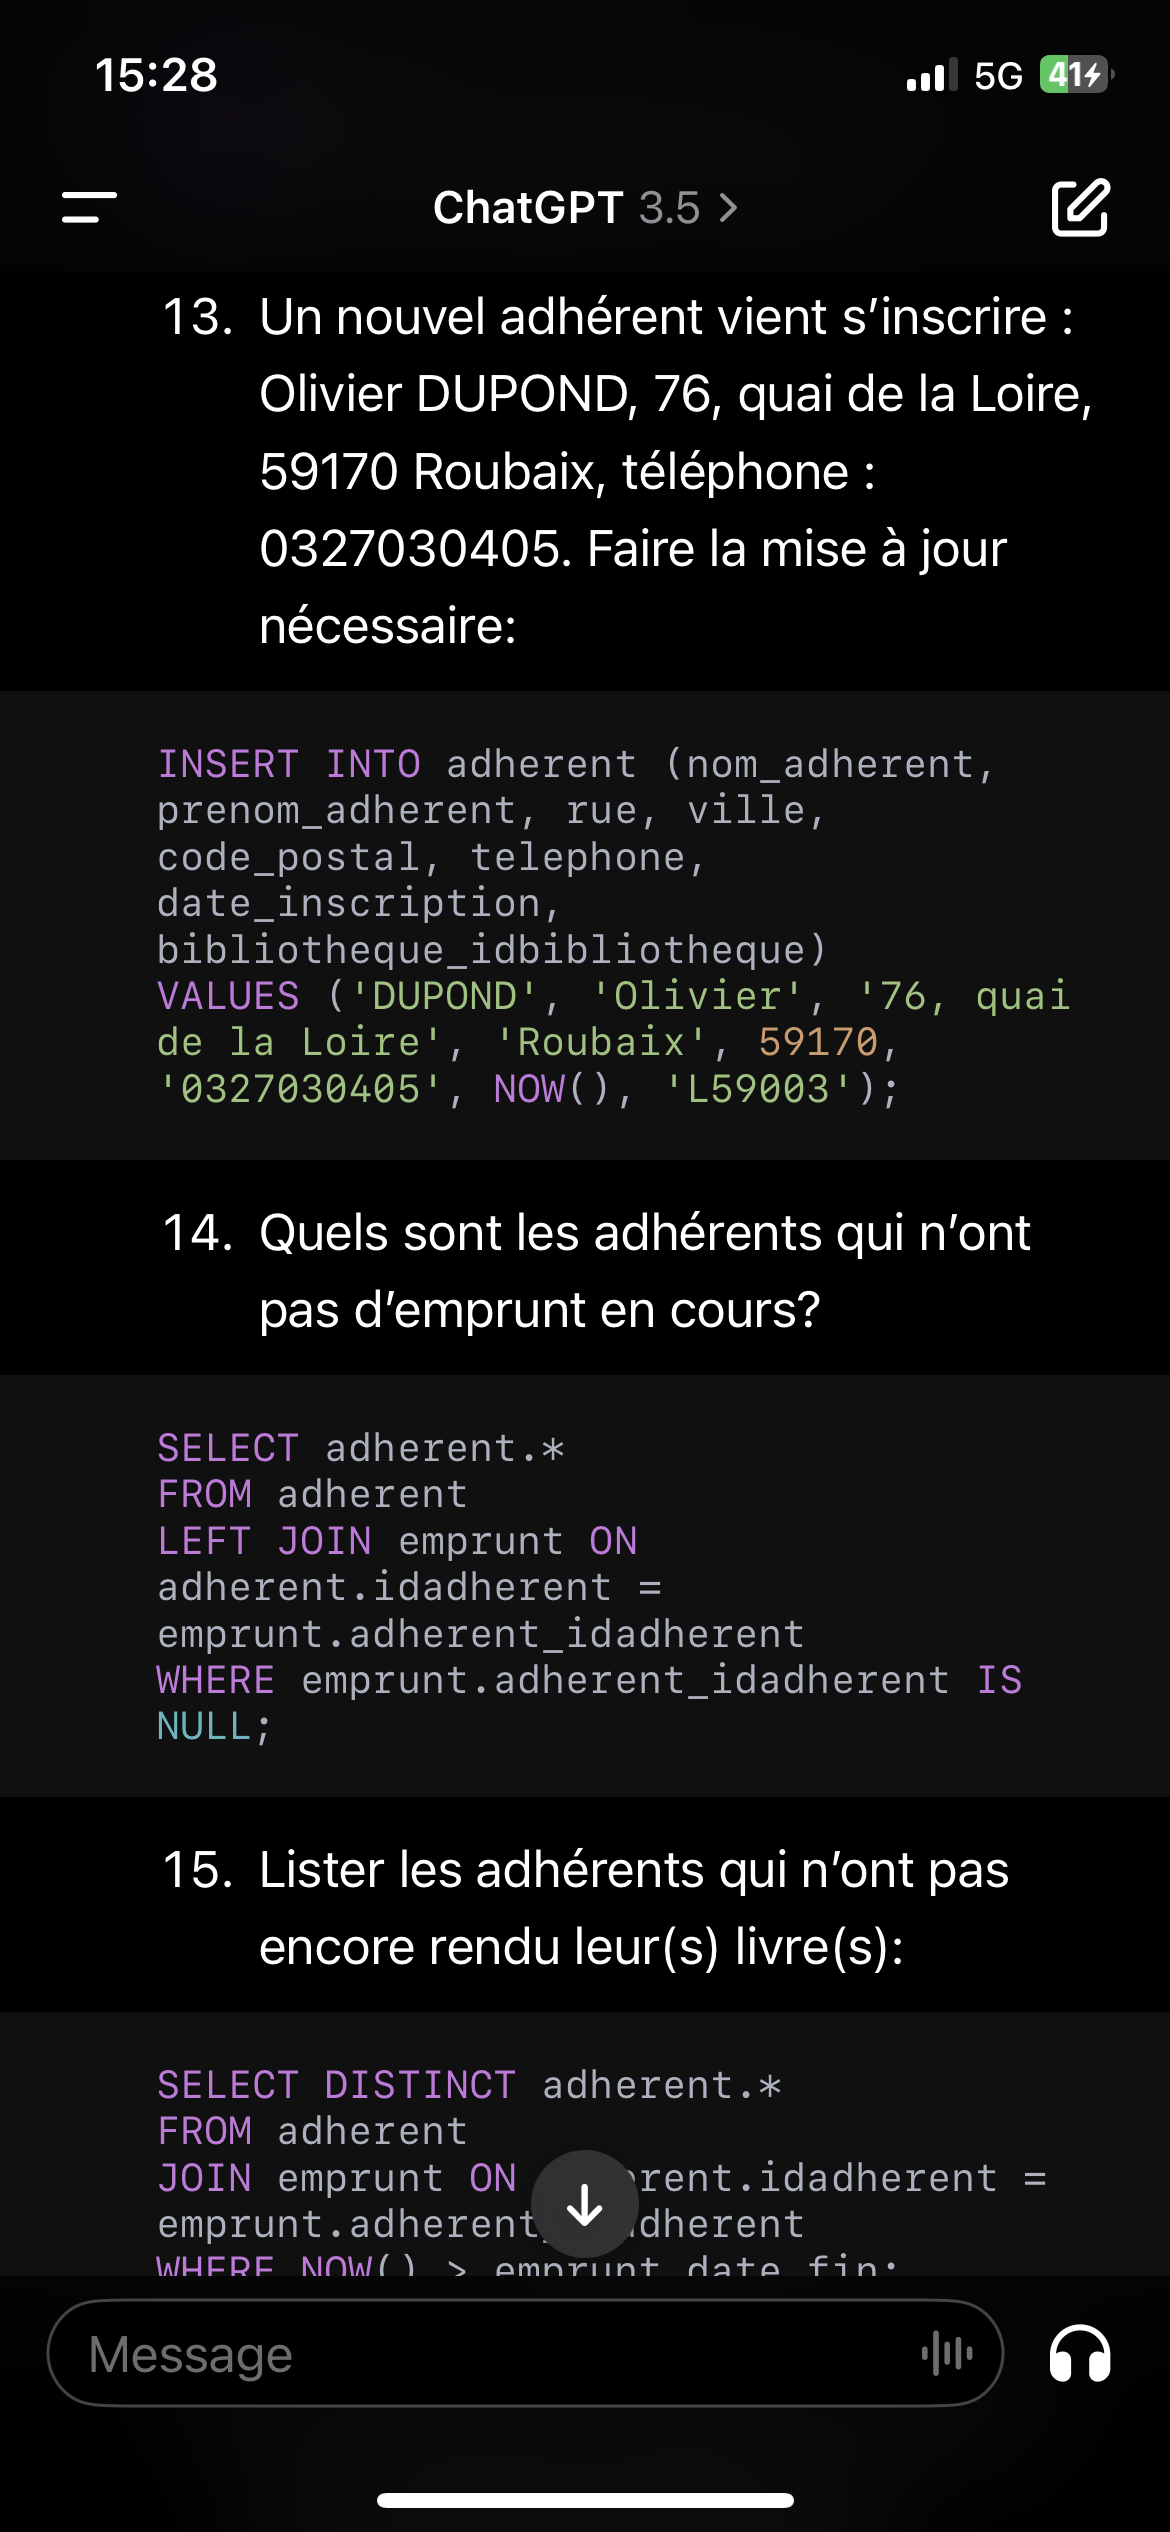 15:28
5G 41
ChatGPT 3.5
13. Un nouvel adhérent vient s’inscrire :
Olivier DUPOND, 76, quai de la Loire,
59170 Roubaix, téléphone :
0327030405. Faire la mise à jour
nécessaire:
INSERT INTO adherent (nom_adherent,
prenom_adherent, rue, ville,
code_postal, telephone,
date_inscription,
bibliotheque_idbibliotheque)
VALUES ('DUPOND', 'Olivier', '76, quai
de la Loire', 'Roubaix', 59170,
'0327030405', NOW(), 'L59003');
14. Quels sont les adhérents qui n’ont
pas d’emprunt en cours?
SELECT adherent.*
FROM adherent
LEFT JOIN emprunt ON
adherent.idadherent =
emprunt.adherent_idadherent
WHERE emprunt.adherent_idadherent IS
NULL;
15. Lister les adhérents qui n’ont pas
encore rendu leur(s) livre(s):
SELECT DISTINCT adherent.*
FROM adherent
JOIN emprunt ON rent.idadherent =
emprunt.adherent dherent
WHERE NOW() > emprunt.date_fin;
Message